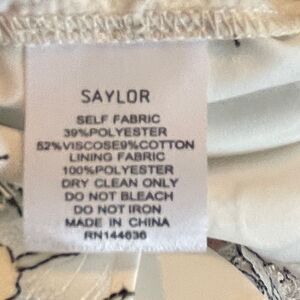 SAYLOR
SELF FABRIC
39%POLYESTER
52%VISCOSE9%COTTON
LINING FABRIC
100%POLYESTER
DRY CLEAN ONLY
DO NOT BLEACH
DO NOT IRON
MADE IN CHINA
RN144636